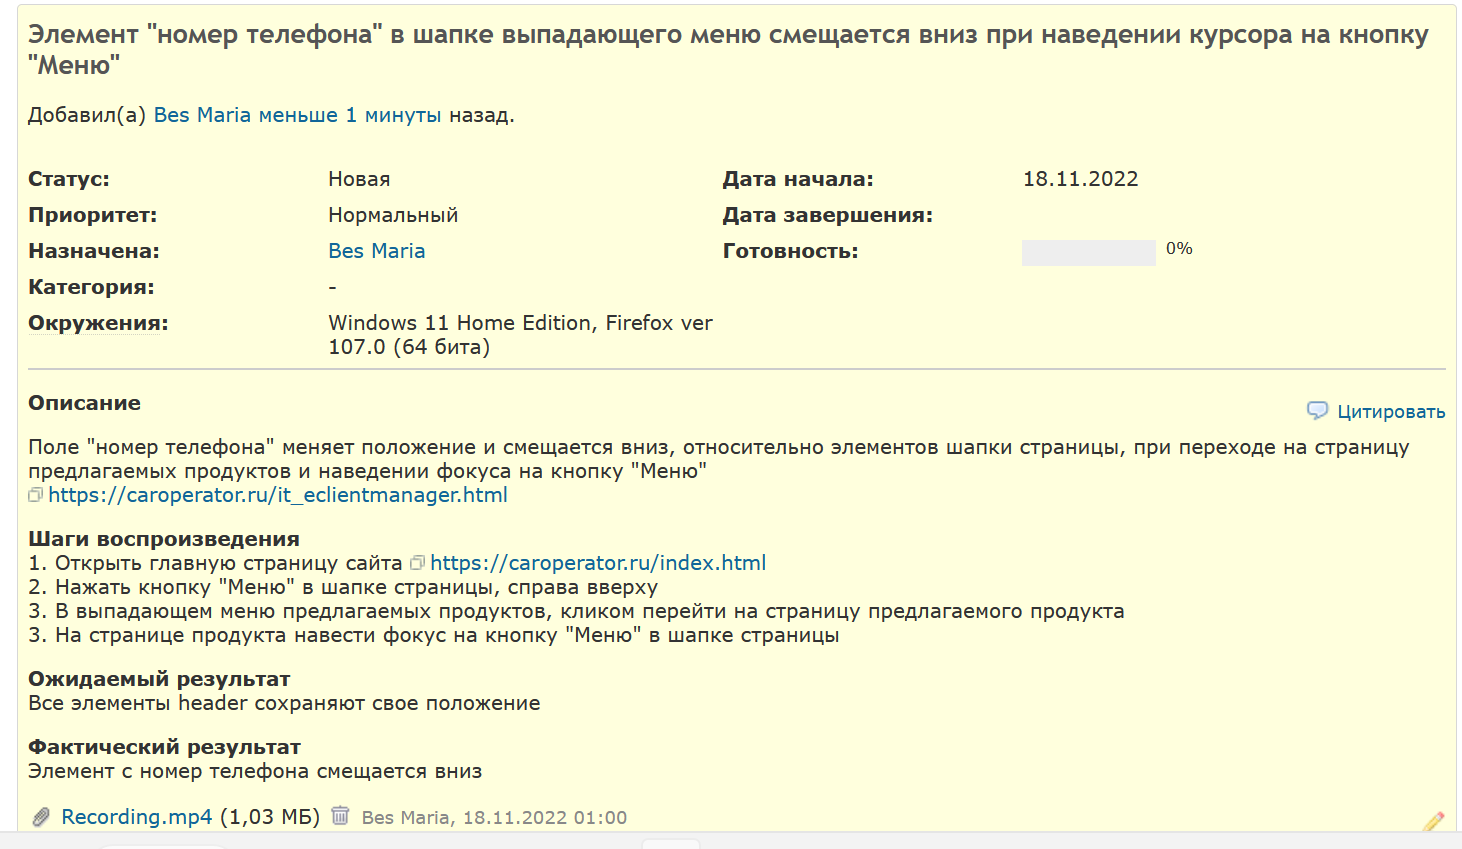 Элемент "номер телефона" в шапке выпадающего меню смещается вниз при наведении курсора на кнопку
"Меню"
Добавил(а) Bes Maria меньше 1 минуты назад.
Статус: Новая Дата начала: 18.11.2022
Приоритет: Нормальный Дата завершения:
Назначена: Bes Maria Готовность: 0%
Категория: -
Окружения: Windows 11 Home Edition, Firefox ver
107.0 (64 бита)
Описание
Цитировать
Поле "номер телефона" меняет положение и смещается вниз, относительно элементов шапки страницы, при переходе на страницу
предлагаемых продуктов и наведении фокуса на кнопку "Меню"
https://caroperator.ru/it_eclientmanager.html
Шаги воспроизведения
1. Открыть главную страницу сайта https://caroperator.ru/index.html
2. Нажать кнопку "Меню" в шапке страницы, справа вверху
3. В выпадающем меню предлагаемых продуктов, кликом перейти на страницу предлагаемого продукта
3. На странице продукта навести фокус на кнопку "Меню" в шапке страницы
Ожидаемый результат
Все элементы header сохраняют свое положение
Фактический результат
Элемент с номер телефона смещается вниз
Recording.mp4 (1,03 МБ) Bes Maria, 18.11.2022 01:00